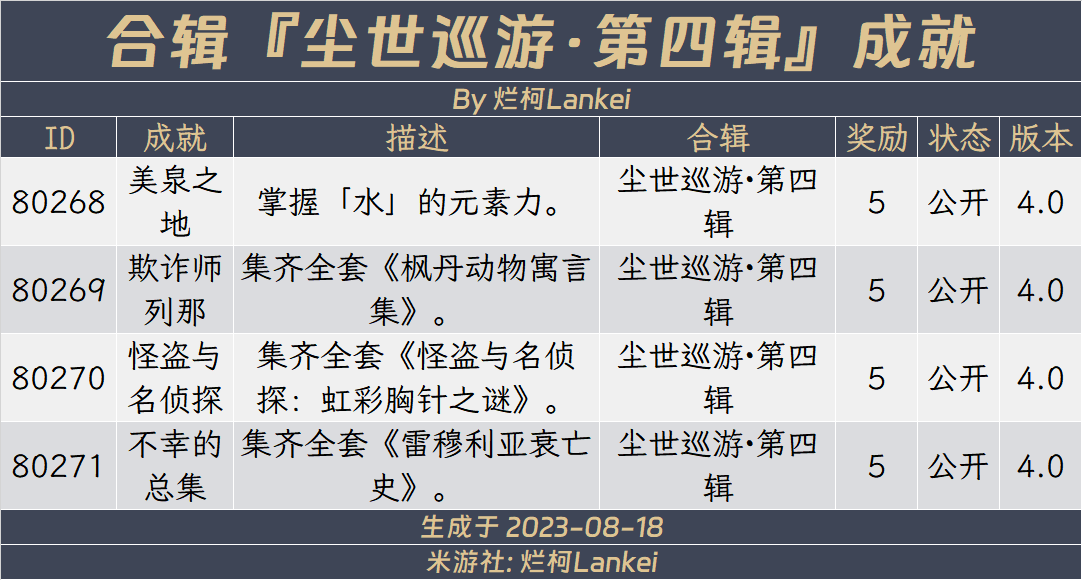 合辑『尘世巡游·第四辑』成就
By 烂柯Lankei
ID 成就 描述 合辑 奖励 状态 版本
80268 美泉之地 掌握「水」的元素力。 尘世巡游·第四辑 5 公开 4.0
80269 欺诈师列那 集齐全套《枫丹动物寓言集》。 尘世巡游·第四辑 5 公开 4.0
80270 怪盗与名侦探 集齐全套《怪盗与名侦探：虹彩胸针之谜》。 尘世巡游·第四辑 5 公开 4.0
80271 不幸的总集 集齐全套《雷穆利亚衰亡史》。 尘世巡游·第四辑 5 公开 4.0
生成于 2023-08-18
米游社: 烂柯Lankei